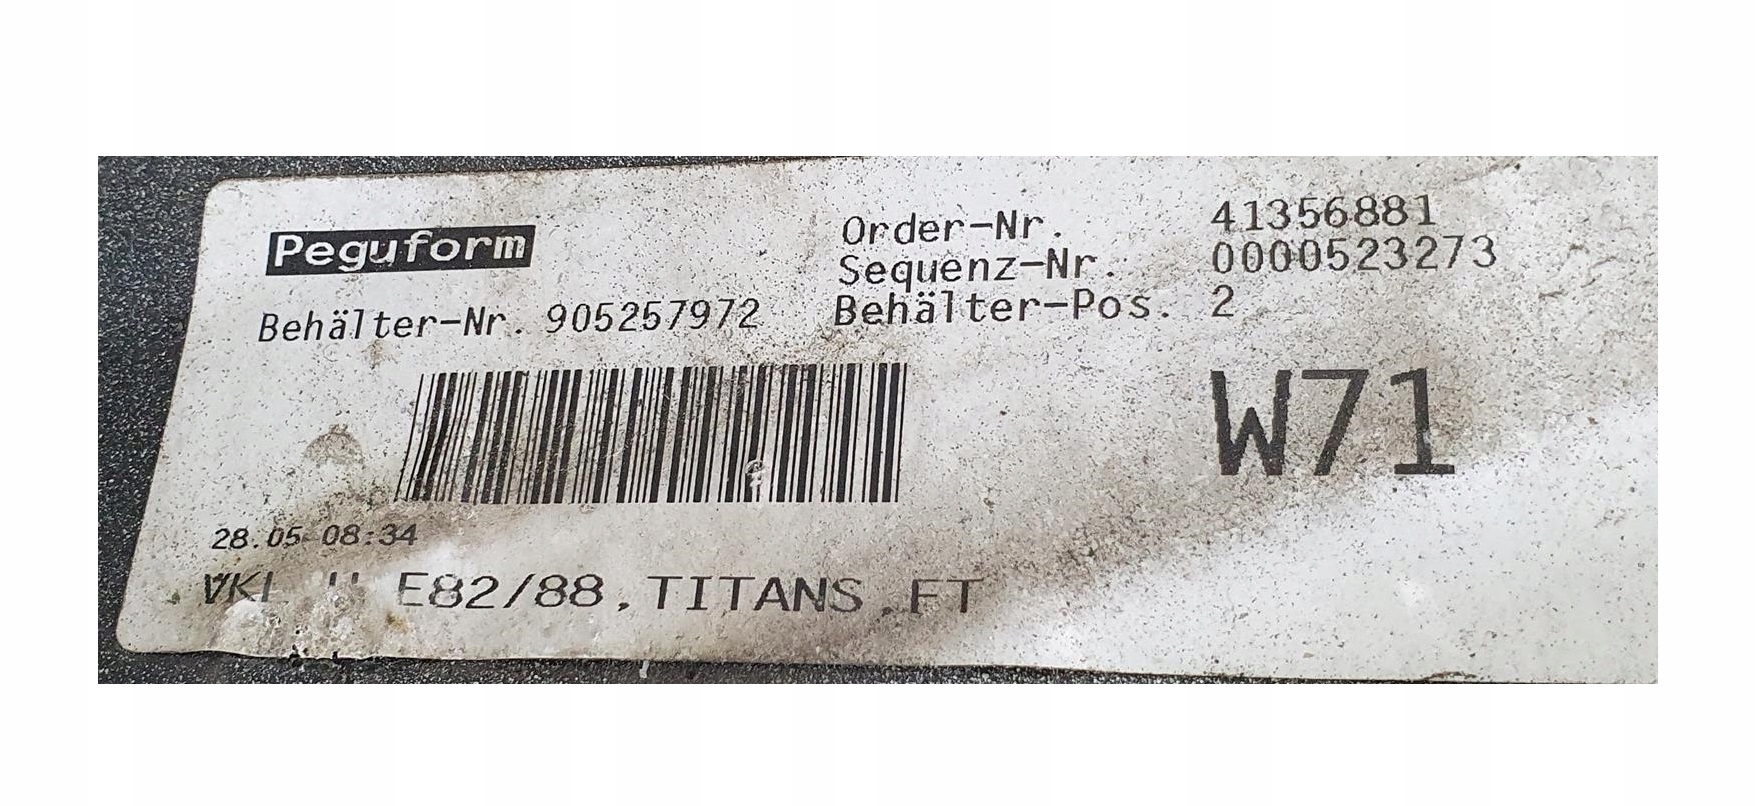 Peguform
Order-Nr. 41356881
Sequenz-Nr. 0000523273
Behälter-Nr. 905257972
Behälter-Pos. 2
W71
28.05 08:34
E82/88,TITANS,FT